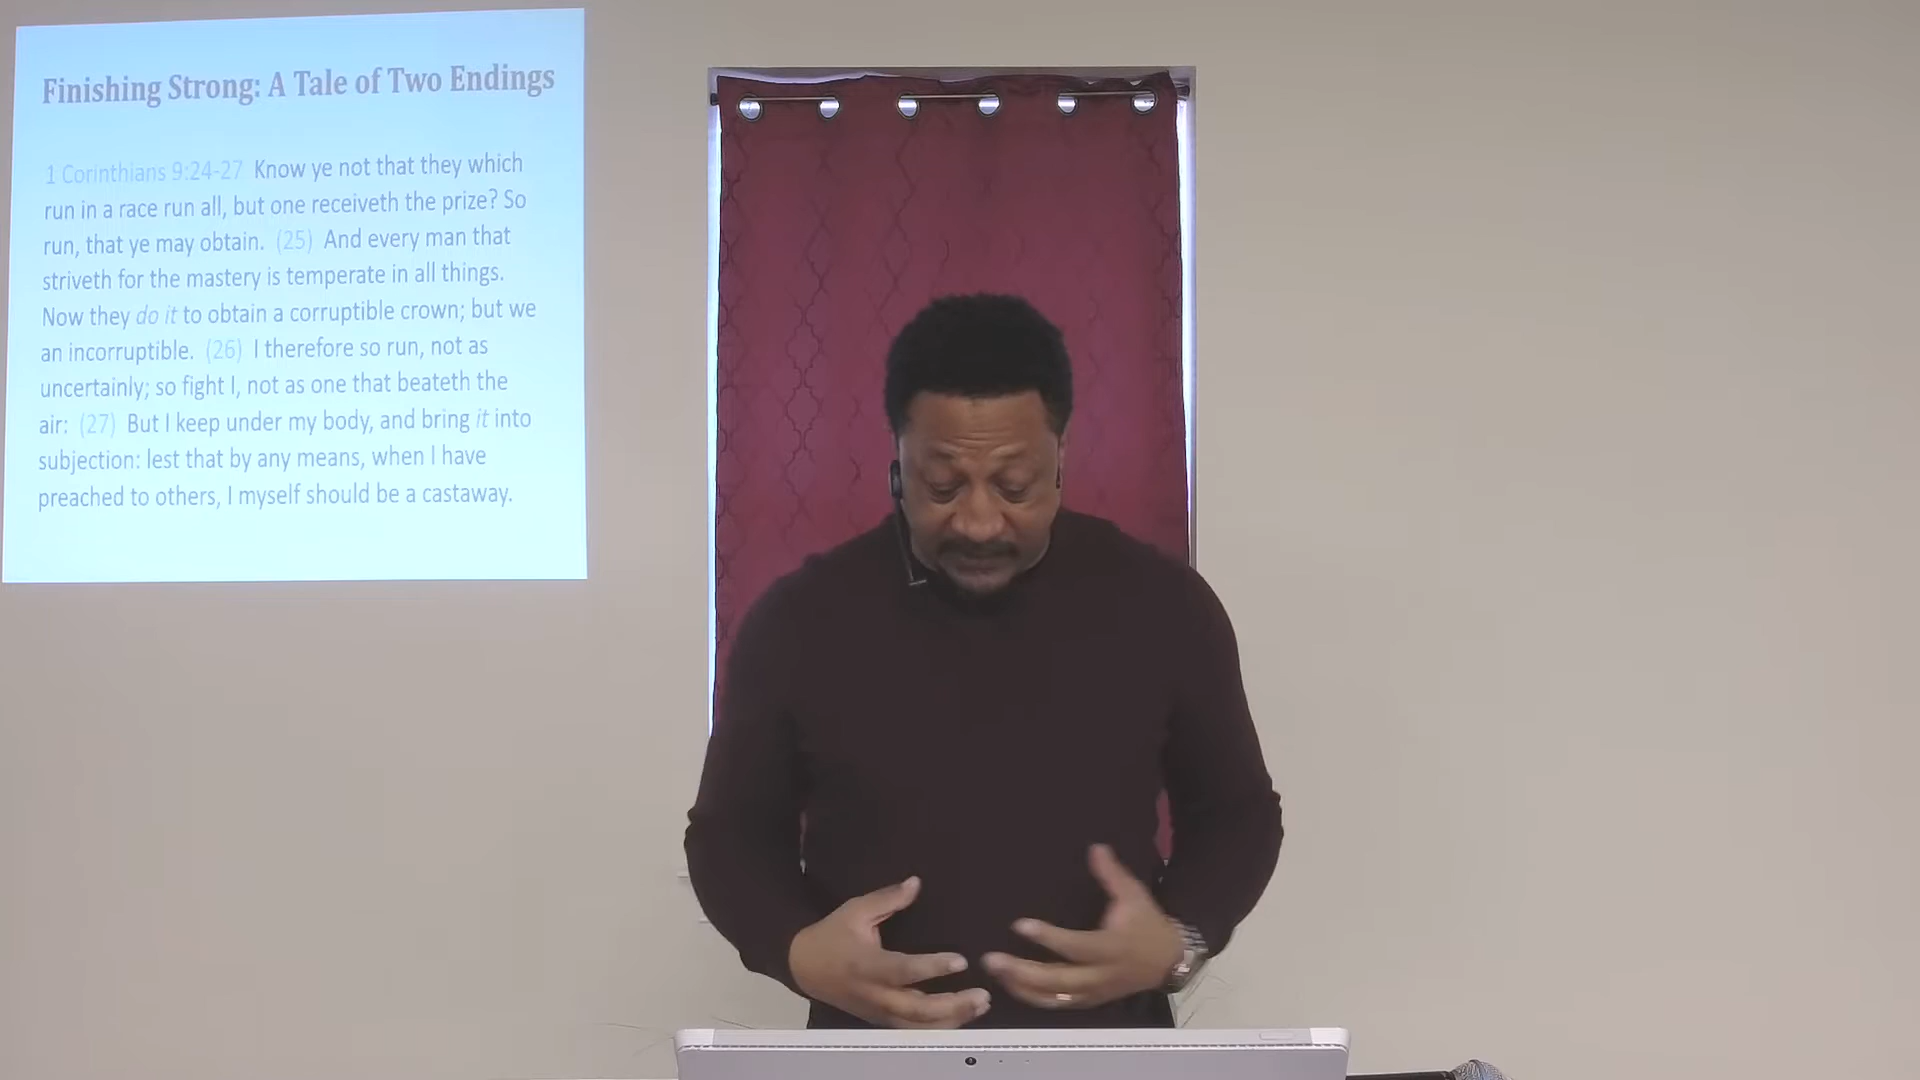 Finishing Strong: A Tale of Two Endings
1 Corinthians 9:24-27 Know ye not that they which
run in a race run all, but one receiveth the prize? So
run, that ye may obtain. (25) And every man that
striveth for the mastery is temperate in all things.
Now they do it to obtain a corruptible crown; but we
an incorruptible. (26) I therefore so run, not as
uncertainly; so fight I, not as one that beateth the
air: (27) But I keep under my body, and bring it into
subjection: lest that by any means, when I have
preached to others, I myself should be a castaway.